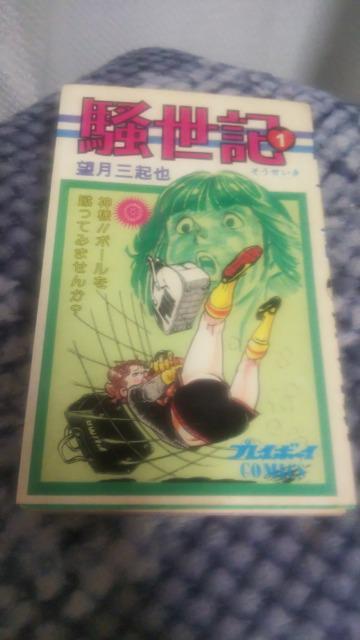 騒世記
1
望月三起也
そうせいき
神様!!ボールを
蹴ってみませんか?
プレイボーイ
COMICS
PUMA